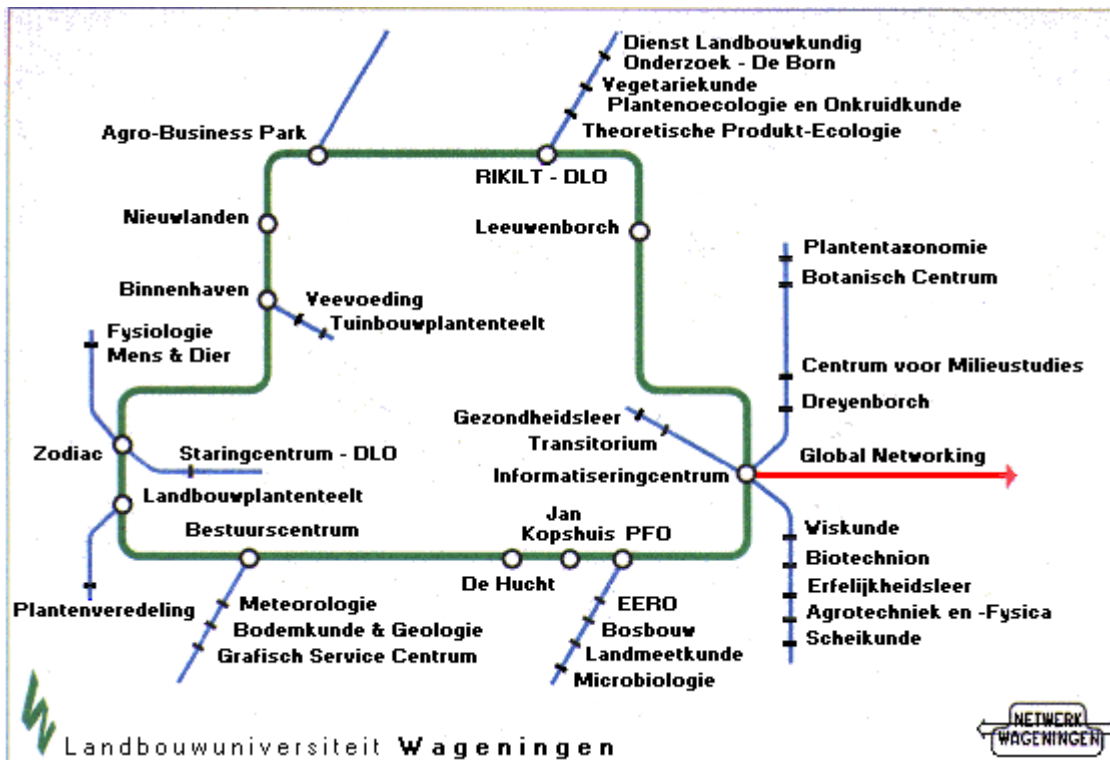 Dienst Landbouwkundig
Onderzoek - De Born
Vegetariekunde
Plantenoecologie en Onkruidkunde
Theoretische Produkt-Ecologie
Agro-Business Park
RIKILT - DLO
Nieuwlanden
Leeuwenborch
Plantentaxonomie
Botanisch Centrum
Binnenhaven
Veevoeding
Tuinbouwplantenteelt
Fysiologie
Mens & Dier
Centrum voor Milieustudies
Dreyenborch
Gezondheidsleer
Transitorium
Zodiac
Staringcentrum - DLO
Informatiseringcentrum
Global Networking
Landbouwplantenteelt
Bestuurscentrum
Jan
Kopshuis
PFO
De Hucht
Wiskunde
Biotechnion
Erfelijkheidsleer
Agrotechniek en -Fysica
Scheikunde
Plantenveredeling
Meteorologie
Bodemkunde & Geologie
Grafisch Service Centrum
EERO
Bosbouw
Landmeetkunde
Microbiologie
Landbouwuniversiteit Wageningen
NETWERK
WAGENINGEN